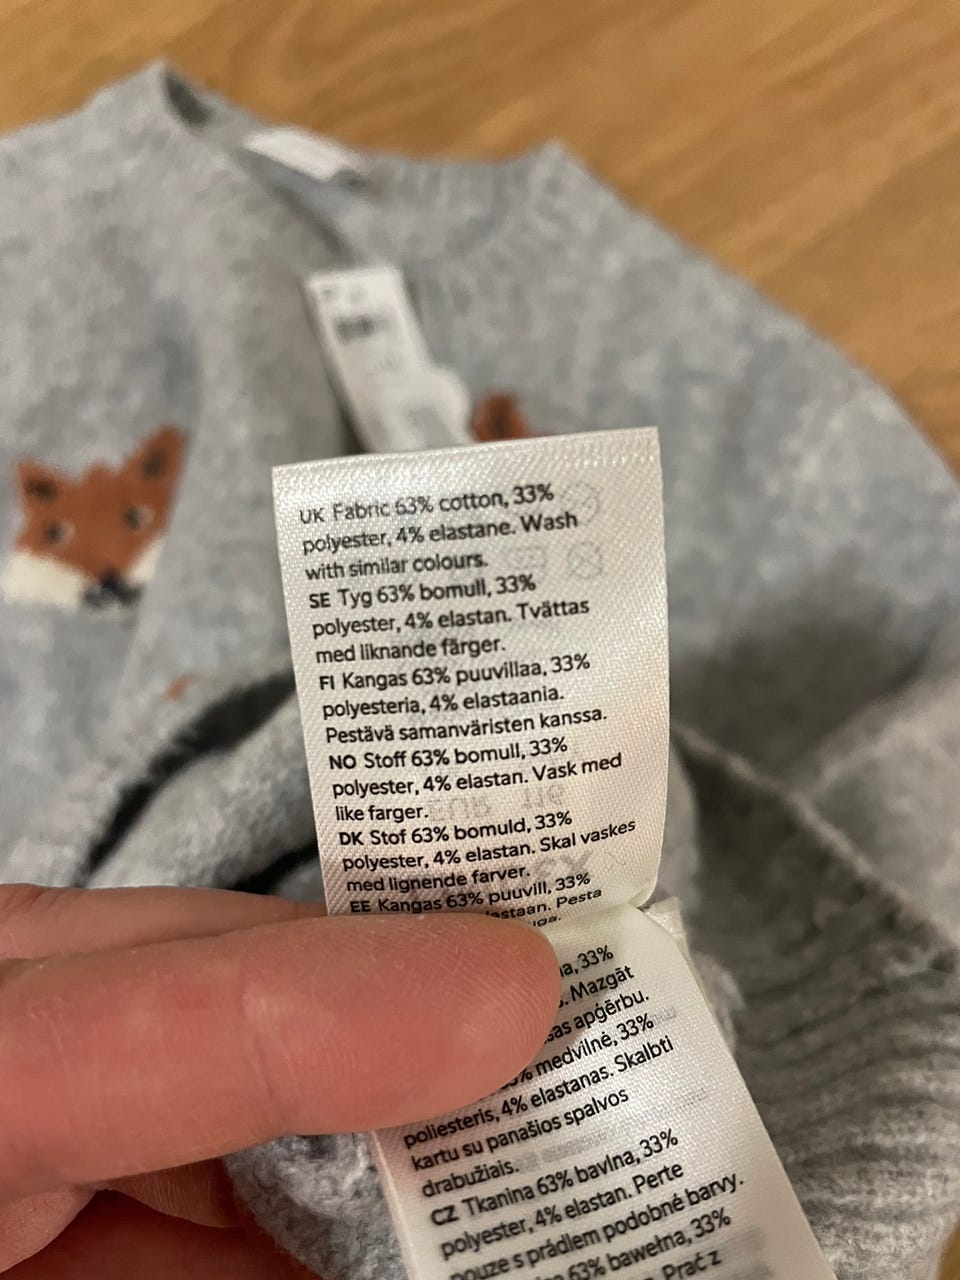 UK Fabric 63% cotton, 33%
polyester, 4% elastane. Wash
with similar colours.
SE Tyg 63% bomull, 33%
polyester, 4% elastan. Tvättas
med liknande färger.
FI Kangas 63% puuvillaa, 33%
polyesteria, 4% elastaania.
Pestävä samanväristen kanssa.
NO Stoff 63% bomull, 33%
polyester, 4% elastan. Vask med
like farger.
DK Stof 63% bomuld, 33%
polyester, 4% elastan. Skal vaskes
med lignende farver.
EE Kangas 63% puuvill, 33%
Pesta
33%
Mazgāt
apģērbu.
medvilnė, 33%
poliesteris, 4% elastanas. Skalbti
kartu su panašios spalvos
drabužiais.
CZ Tkanina 63% bavlna, 33%
polyester, 4% elastan. Perte
pouze s prádlem podobné barvy.
63% bawełna, 33%
Prać z